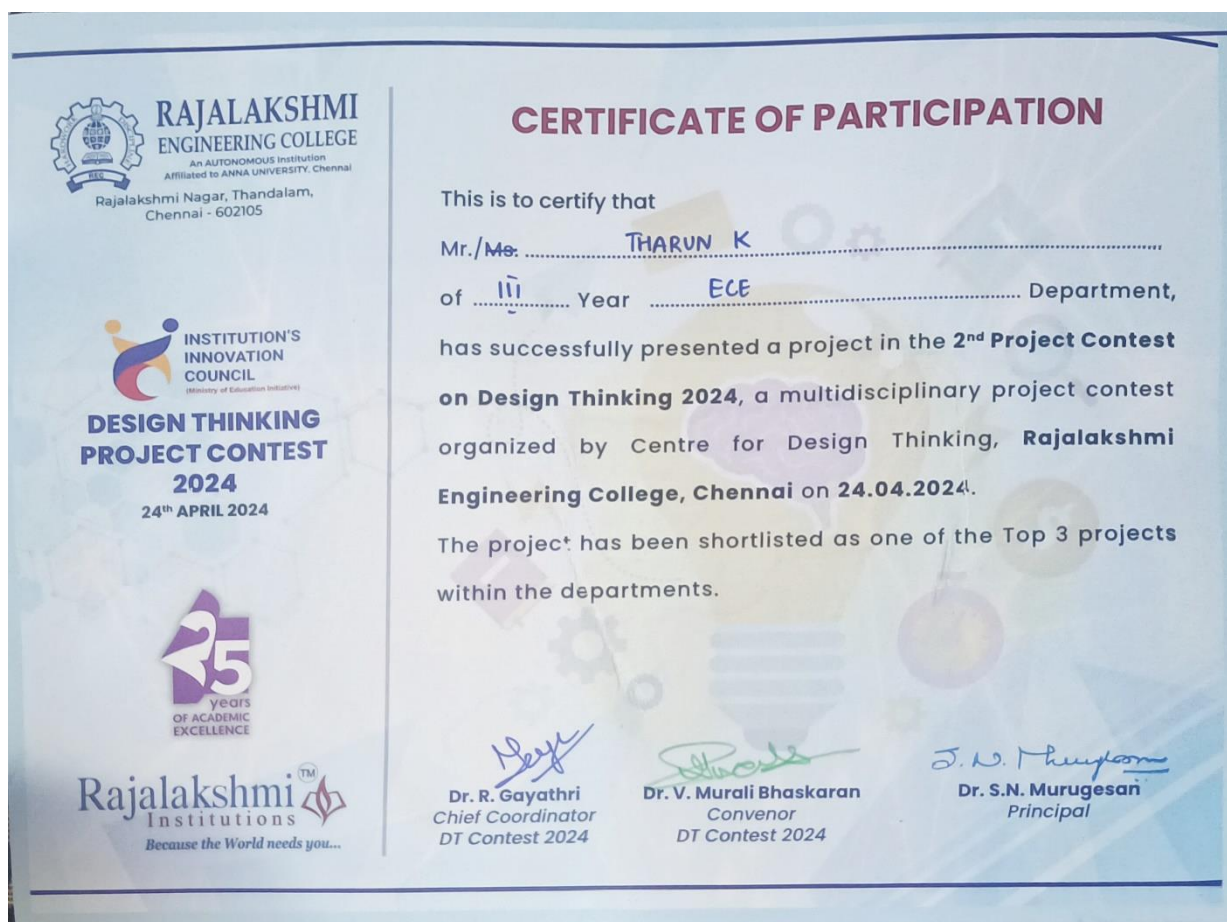 RAJALAKSHMI
ENGINEERING COLLEGE
An AUTONOMOUS Institution
Affiliated to ANNA UNIVERSITY, Chennai
Rajalakshmi Nagar, Thandalam,
Chennai - 602105
INSTITUTION'S
INNOVATION
COUNCIL
(Ministry of Education Initiative)
DESIGN THINKING
PROJECT CONTEST
2024
24th APRIL 2024
25
years
OF ACADEMIC
EXCELLENCE
Rajalakshmi TM
Institutions
Because the World needs you...
CERTIFICATE OF PARTICIPATION
This is to certify that
Mr./Ms. THARUN K
of III Year ECE Department,
has successfully presented a project in the 2nd Project Contest
on Design Thinking 2024, a multidisciplinary project contest
organized by Centre for Design Thinking, Rajalakshmi
Engineering College, Chennai on 24.04.2024.
The project has been shortlisted as one of the Top 3 projects
within the departments.
Dr. R. Gayathri
Chief Coordinator
DT Contest 2024
Dr. V. Murali Bhaskaran
Convenor
DT Contest 2024
Dr. S.N. Murugesan
Principal